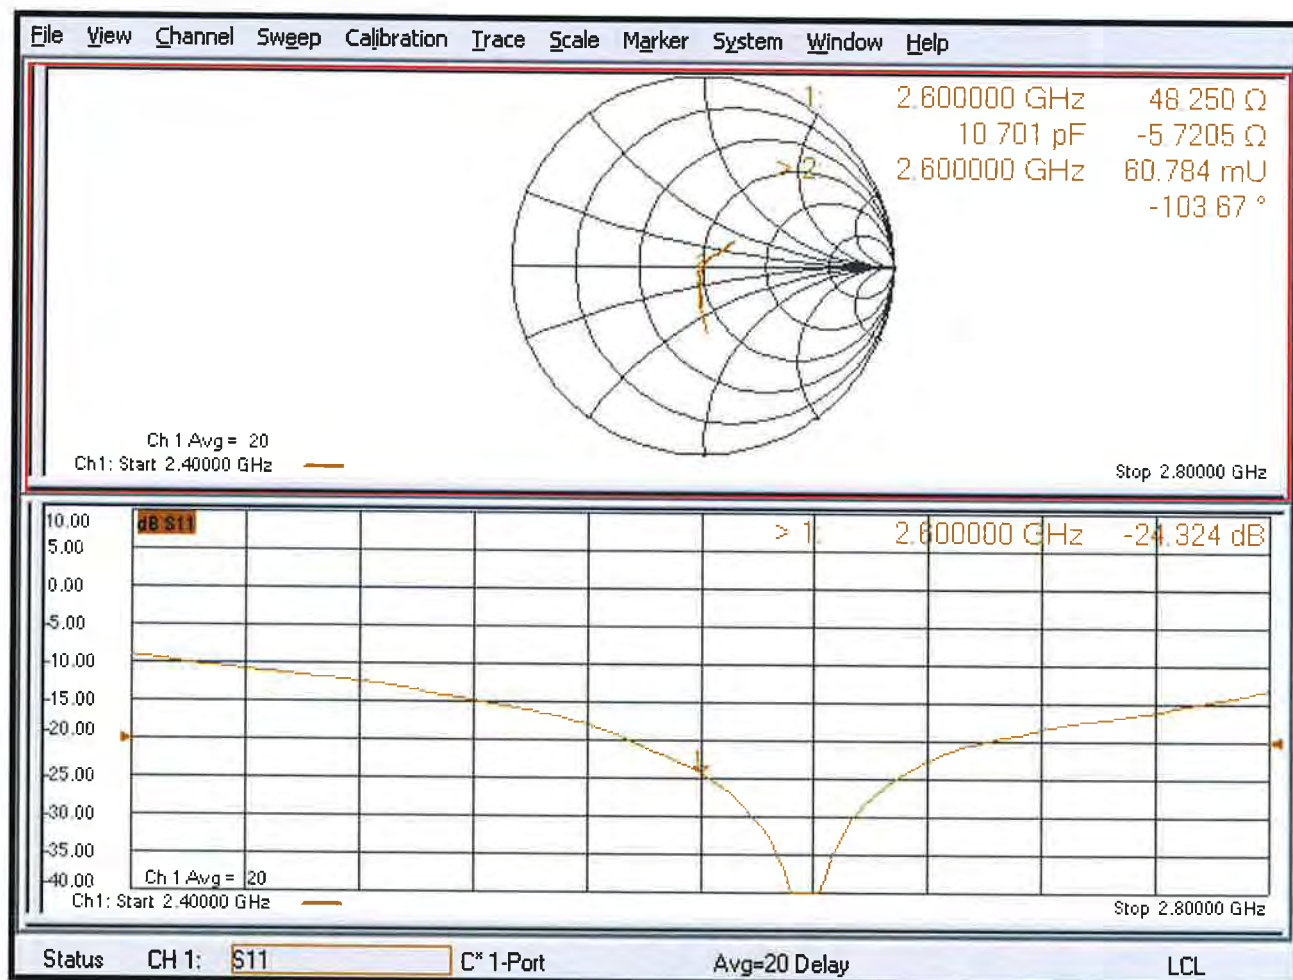 File View Channel Sweep Calibration Trace Scale Marker System Window Help
1: 2.600000 GHz 48.250 Ω
10.701 pF -5.7205 Ω
> 2: 2.600000 GHz 60.784 mU
-103.67 °
Ch 1 Avg = 20
Ch1: Start 2.40000 GHz
Stop 2.80000 GHz
10.00
dB S11
> 1: 2.600000 GHz -24.324 dB
5.00
0.00
-5.00
-10.00
-15.00
-20.00
-25.00
-30.00
-35.00
-40.00
Ch 1 Avg = 20
Ch1: Start 2.40000 GHz
Stop 2.80000 GHz
Status CH 1: S11 C* 1-Port Avg=20 Delay LCL